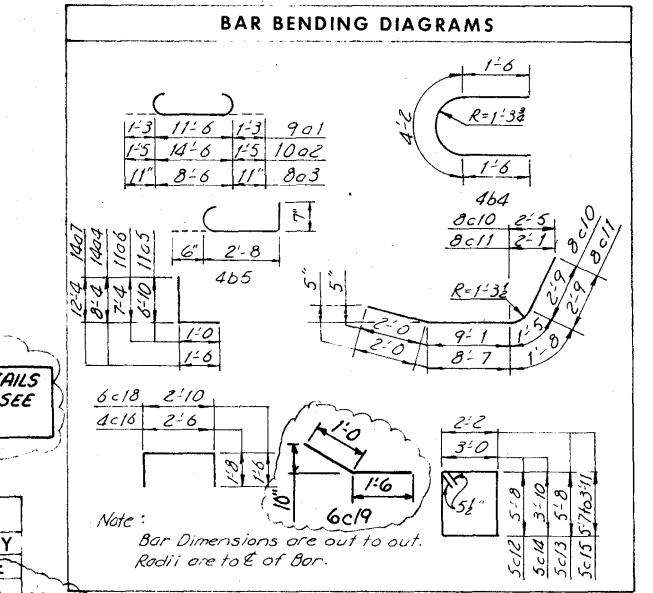 BAR BENDING DIAGRAMS
1'-3 11'-6 1'-3 9a1
1'-5 14'-6 1'-5 10a2
11" 8'-6 11" 8a3
1'-6
4'-2
R=1'-3¾
1'-6
4b4
6" 2'-8
7"
4b5
14a7
14a4
11a6
11a5
12'-4
8'-4
7'-4
6'-10
1'-0
1'-6
8c10 2'-5
8c11 2'-1
8c10
8c11
R=1'-3½
5"
5"
2'-0
2'-0
9'-1
8'-7
1'-5
1'-8
2'-9
2'-9
AILS
SEE
6c18 2'-10
4c16 2'-6
1'-8
1'-6
1'-0
10"
1'-6
6c19
2'-2
3'-0
5½"
5c12 5'-8
5c14 3'-10
5c13 5'-8
5c15 5'-7 to 3'-11
Note:
Bar Dimensions are out to out.
Radii are to ℄ of Bar.
Y
E